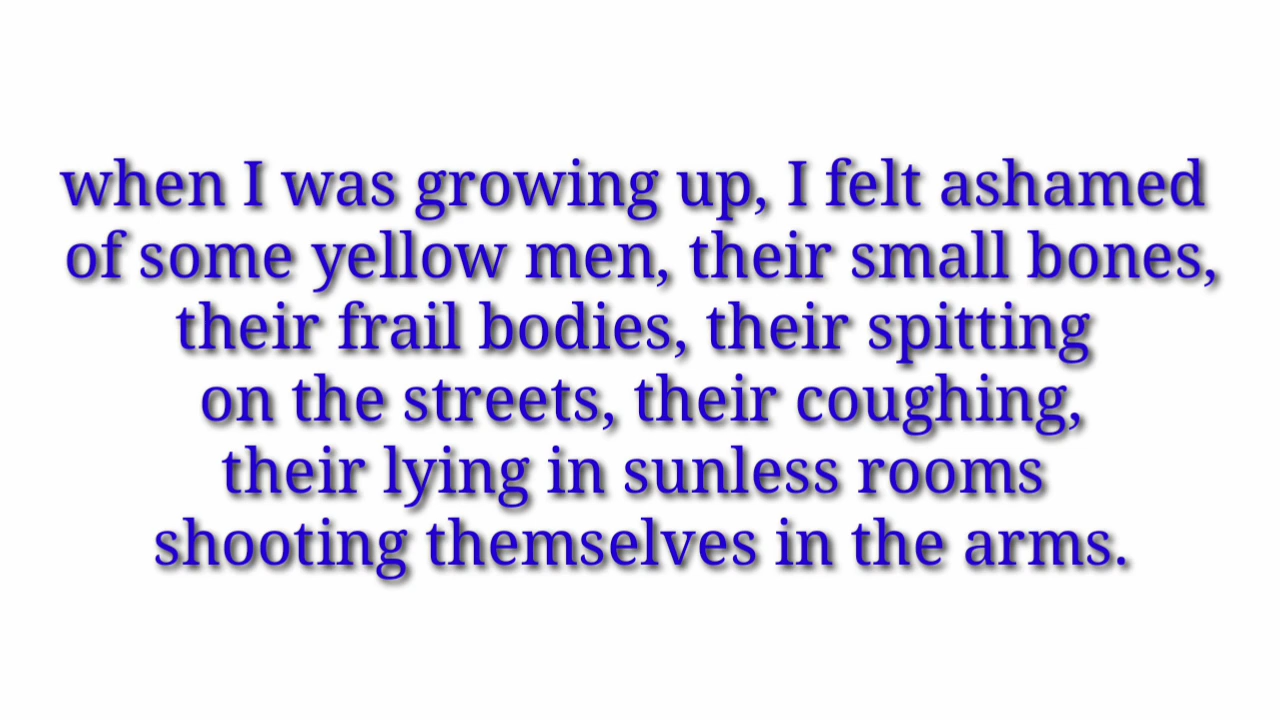 when I was growing up, I felt ashamed
of some yellow men, their small bones,
their frail bodies, their spitting
on the streets, their coughing,
their lying in sunless rooms
shooting themselves in the arms.